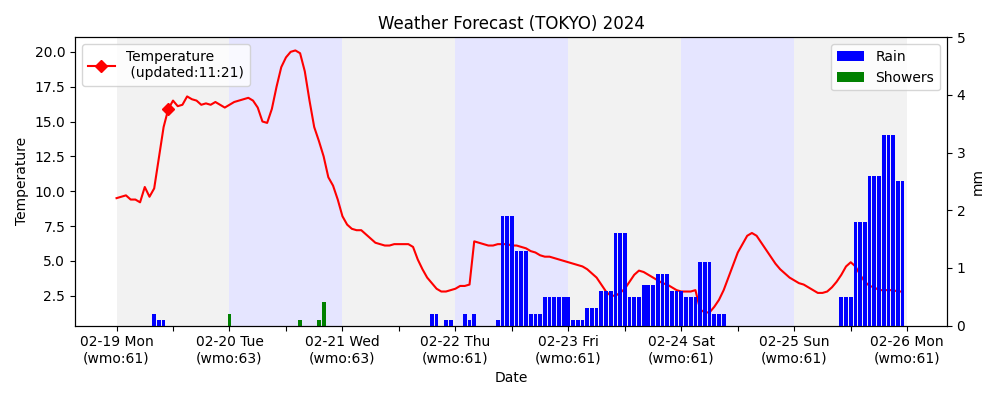 Weather Forecast (TOKYO) 2024
Temperature
(updated:11:21)
Rain
Showers
20.0
17.5
15.0
12.5
10.0
7.5
5.0
2.5
Temperature
5
4
3
2
1
0
mm
02-19 Mon
(wmo:61)
02-20 Tue
(wmo:63)
02-21 Wed
(wmo:63)
02-22 Thu
(wmo:61)
02-23 Fri
(wmo:61)
02-24 Sat
(wmo:61)
02-25 Sun
(wmo:61)
02-26 Mon
(wmo:61)
Date